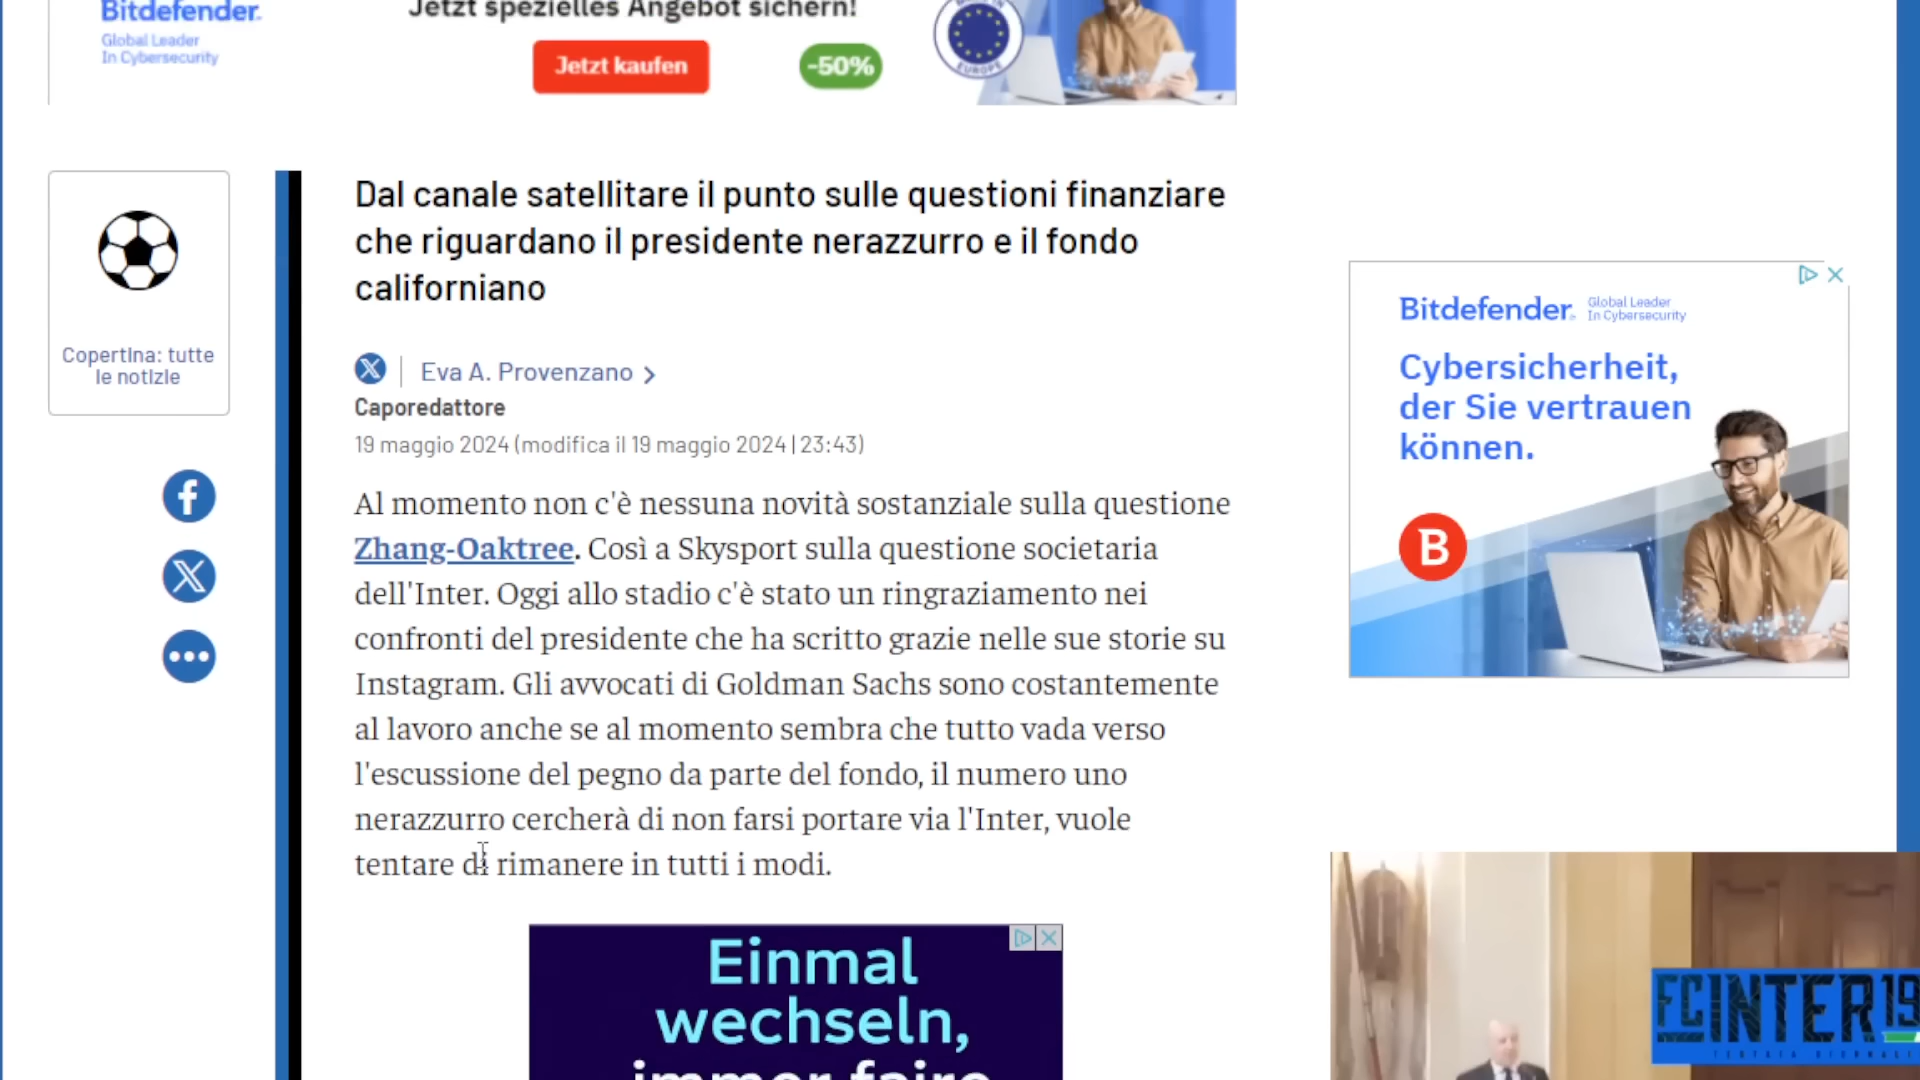 Bitdefender.
Global Leader
In Cybersecurity
Jetzt spezielles Angebot sichern!
Jetzt kaufen
-50%
EUROPE
Copertina: tutte
le notizie
Dal canale satellitare il punto sulle questioni finanziare
che riguardano il presidente nerazzurro e il fondo
californiano
Eva A. Provenzano
Caporedattore
19 maggio 2024 (modifica il 19 maggio 2024 | 23:43)
Al momento non c'è nessuna novità sostanziale sulla questione
Zhang-Oaktree. Così a Skysport sulla questione societaria
dell'Inter. Oggi allo stadio c'è stato un ringraziamento nei
confronti del presidente che ha scritto grazie nelle sue storie su
Instagram. Gli avvocati di Goldman Sachs sono costantemente
al lavoro anche se al momento sembra che tutto vada verso
l'escussione del pegno da parte del fondo, il numero uno
nerazzurro cercherà di non farsi portare via l'Inter, vuole
tentare di rimanere in tutti i modi.
Einmal
wechseln,
immer faire
Bitdefender.
Global Leader
In Cybersecurity
Cybersicherheit,
der Sie vertrauen
können.
B
FCINTER19